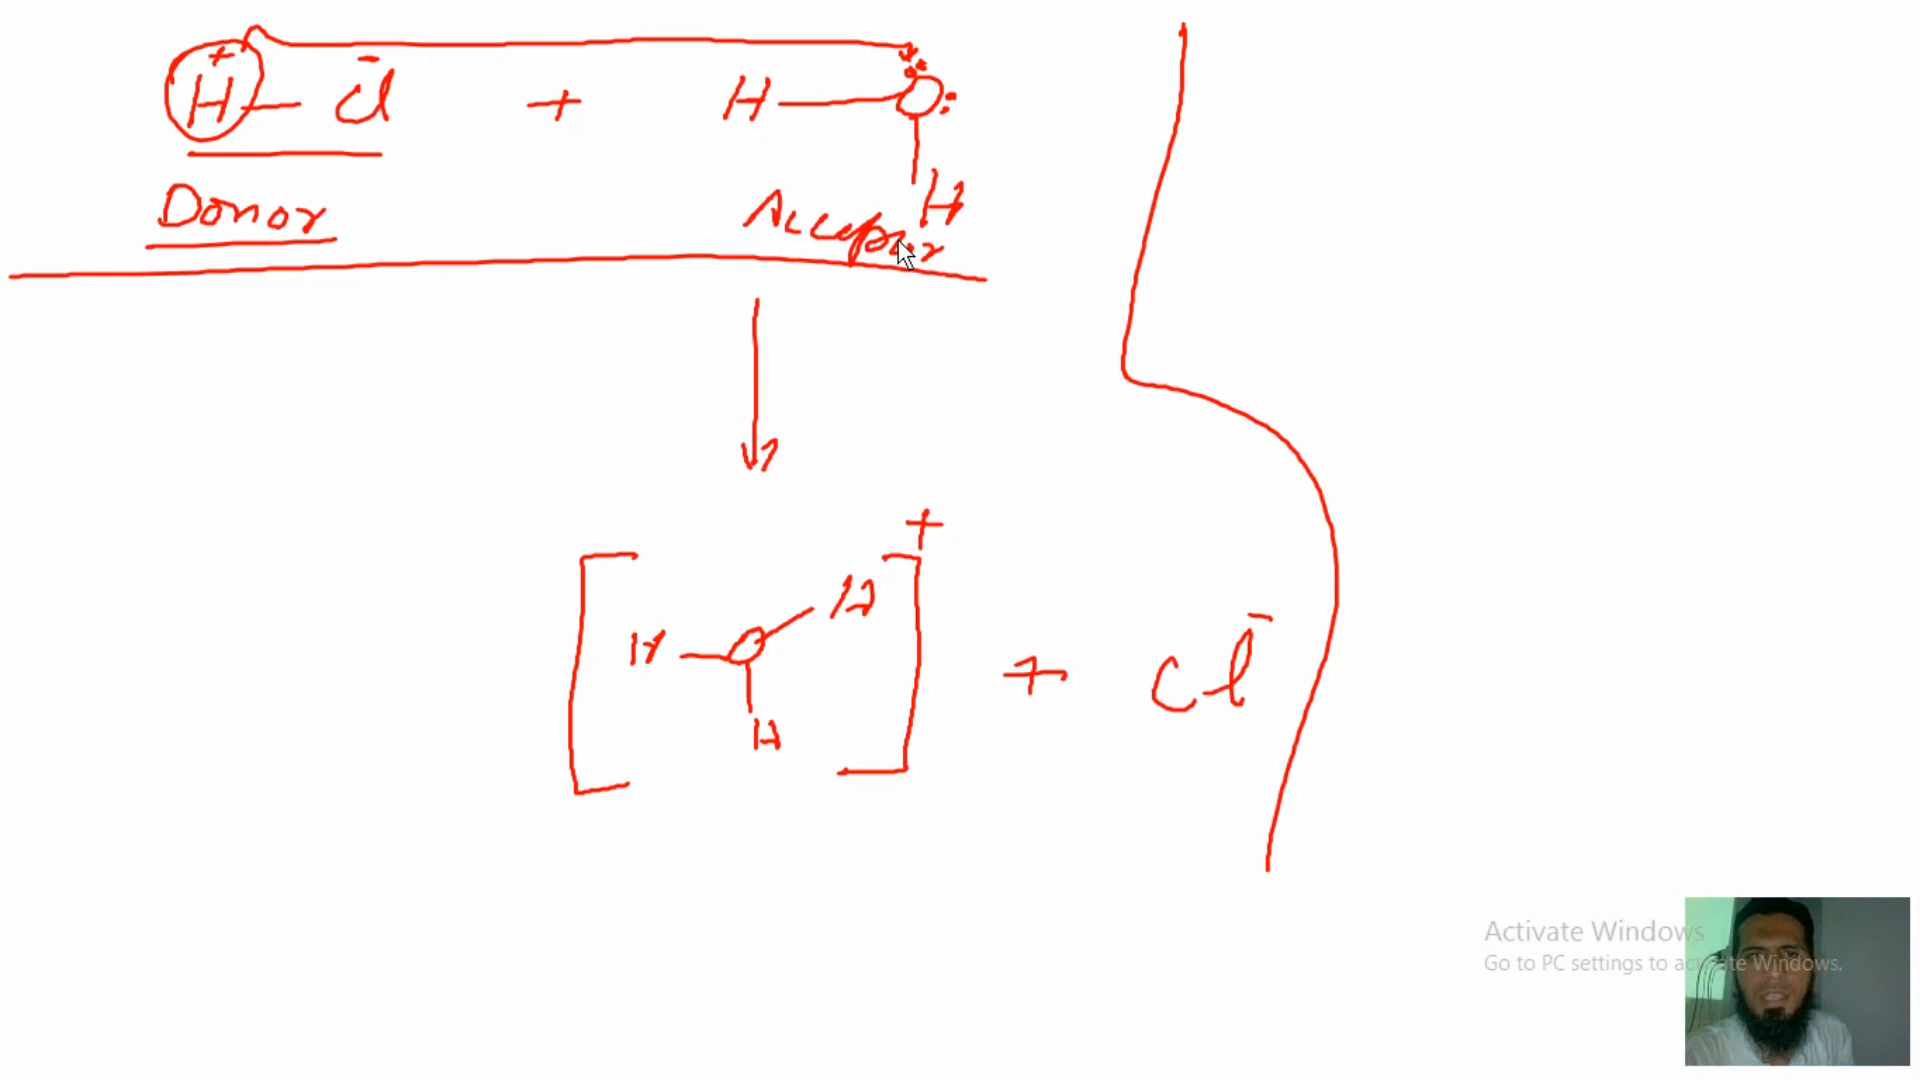 H⁺ — Cl⁻ + H — O:
H
Donor Acceptor
+
H O H
H
+ Cl⁻
Activate Windows
Go to PC settings to activate Windows.